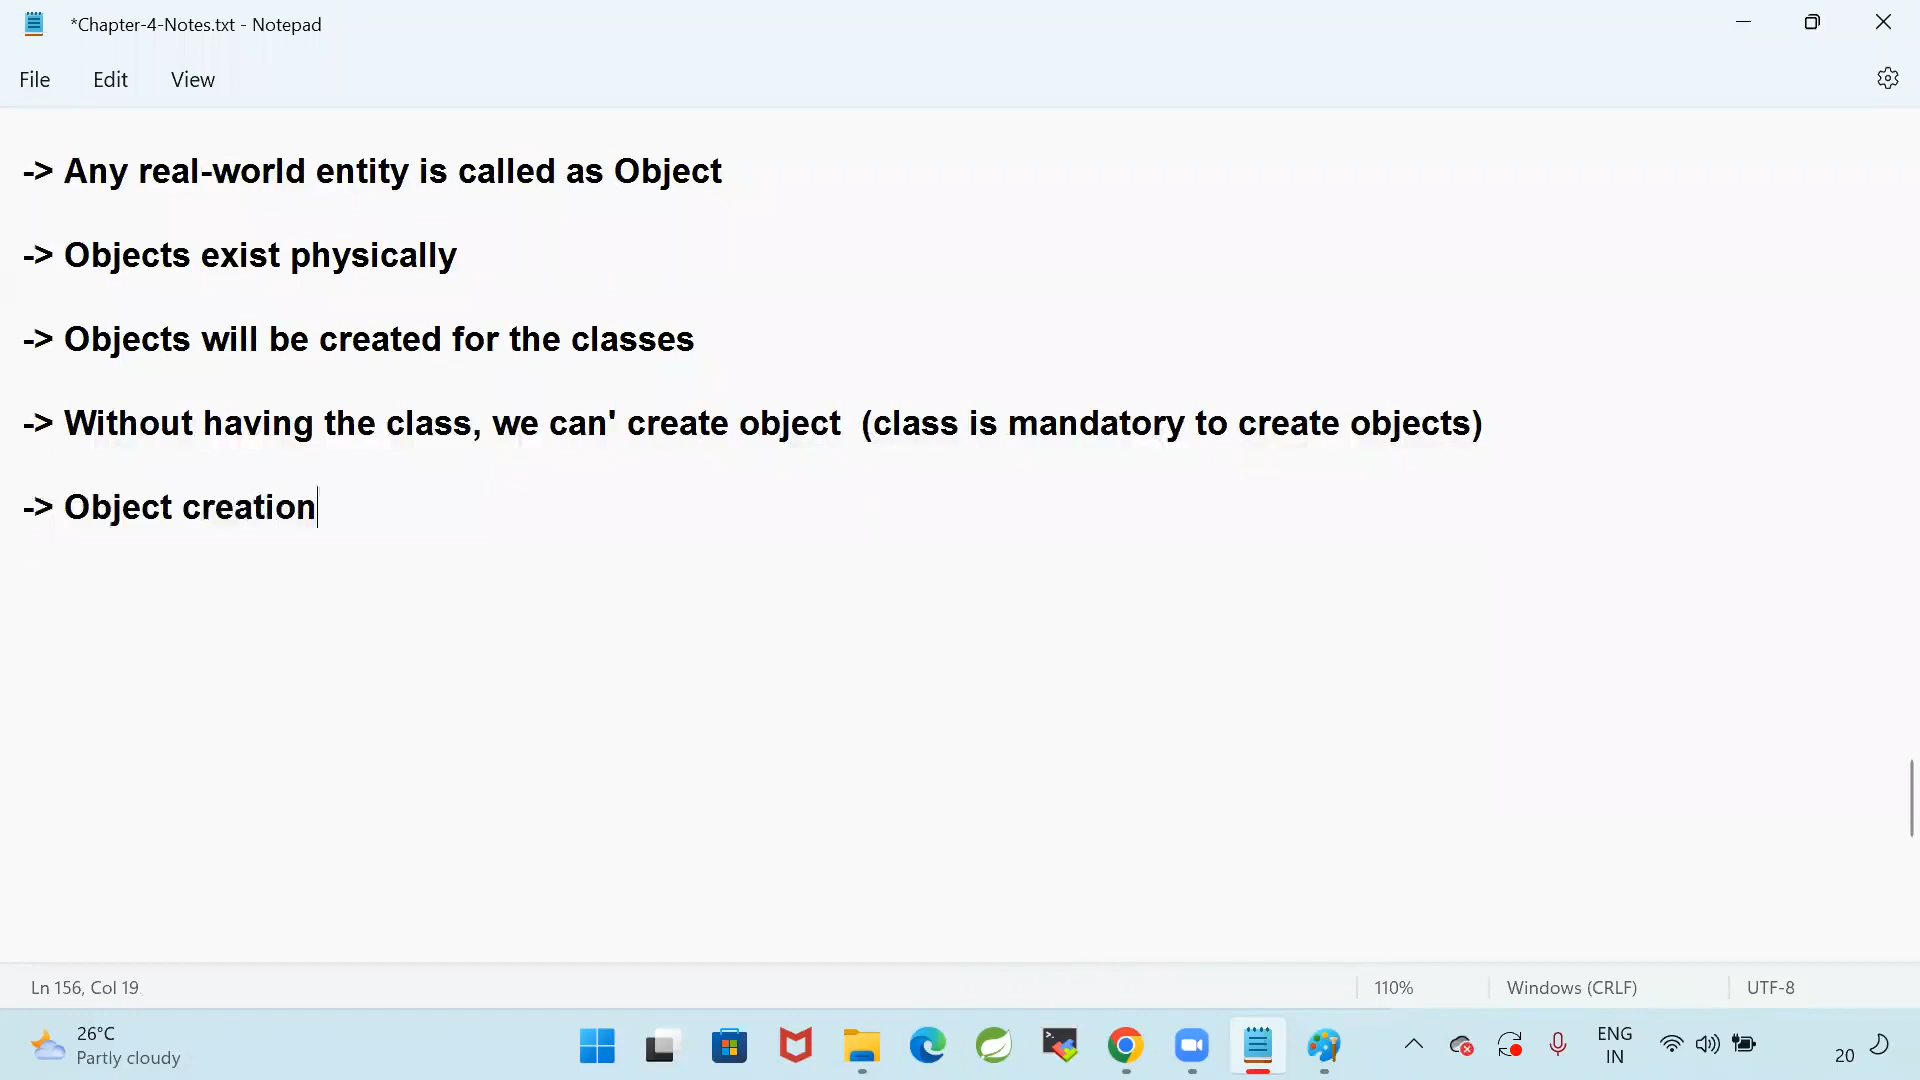 *Chapter-4-Notes.txt - Notepad
File Edit View
-> Any real-world entity is called as Object
-> Objects exist physically
-> Objects will be created for the classes
-> Without having the class, we can' create object  (class is mandatory to create objects)
-> Object creation
Ln 156, Col 19 110% Windows (CRLF) UTF-8
26°C
Partly cloudy
ENG
IN
20